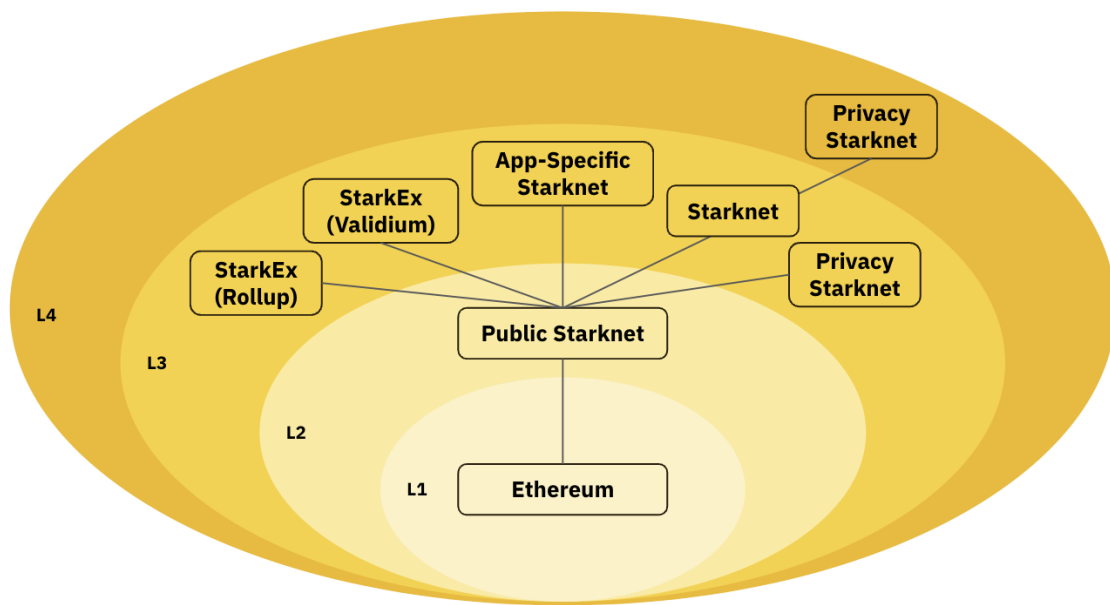 Privacy
Starknet
App-Specific
Starknet
StarkEx
(Validium)
Starknet
StarkEx
(Rollup)
Privacy
Starknet
L4
Public Starknet
L3
L2
L1
Ethereum